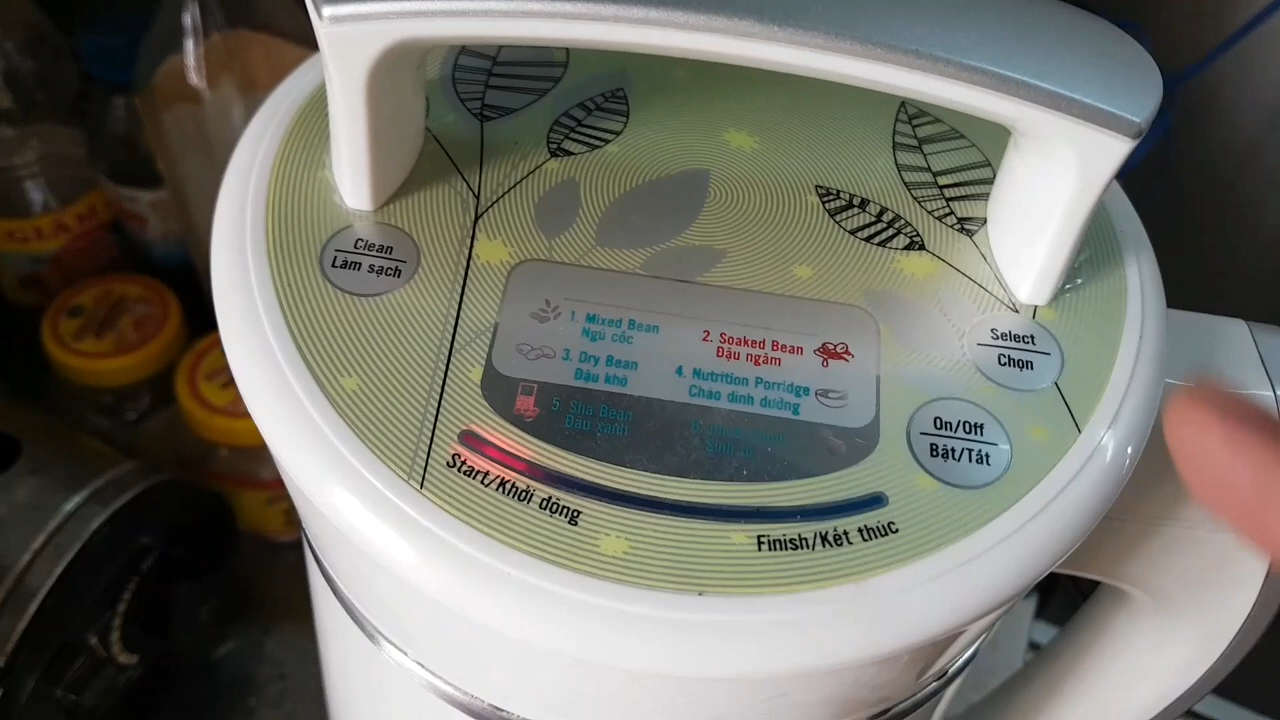 GIẤM
Clean
Làm sạch
1. Mixed Bean
Ngũ cốc
2. Soaked Bean
Đậu ngâm
3. Dry Bean
Đậu khô
4. Nutrition Porridge
Cháo dinh dưỡng
5. Sha Bean
Đậu xanh
Select
Chọn
On/Off
Bật/Tắt
Start/Khởi động
Finish/Kết thúc